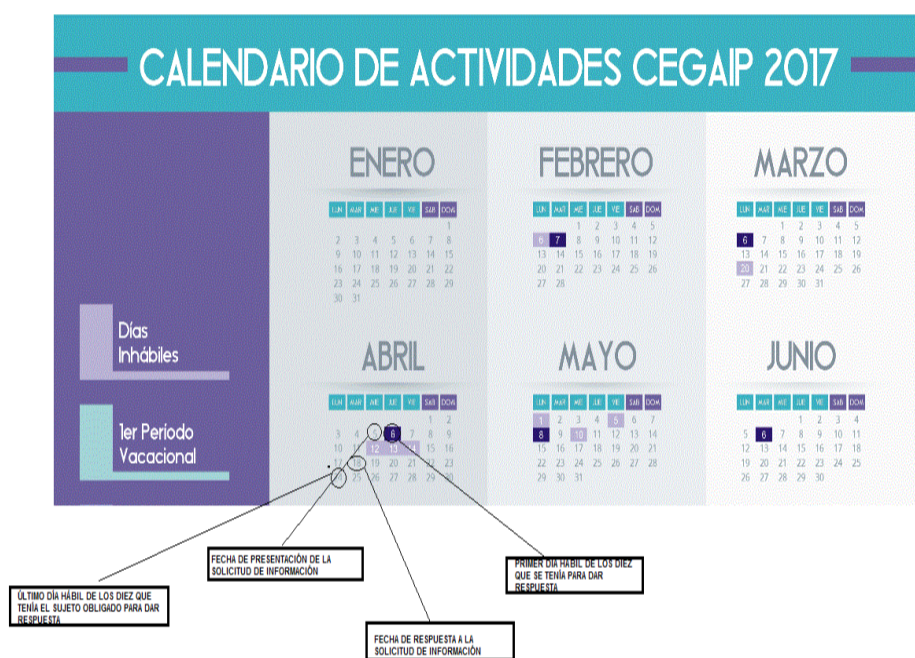 CALENDARIO DE ACTIVIDADES CEGAIP 2017
Días
Inhábiles
1er Periodo
Vacacional
ENERO
LUN MAR MIE JUE VIE SAB DOM
1
2 3 4 5 6 7 8
9 10 11 12 13 14 15
16 17 18 19 20 21 22
23 24 25 26 27 28 29
30 31
FEBRERO
LUN MAR MIE JUE VIE SAB DOM
1 2 3 4 5
6 7 8 9 10 11 12
13 14 15 16 17 18 19
20 21 22 23 24 25 26
27 28
MARZO
LUN MAR MIE JUE VIE SAB DOM
1 2 3 4 5
6 7 8 9 10 11 12
13 14 15 16 17 18 19
20 21 22 23 24 25 26
27 28 29 30 31
ABRIL
LUN MAR MIE JUE VIE SAB DOM
1 2
3 4 5 6 7 8 9
10 11 12 13 14 15 16
17 18 19 20 21 22 23
24 25 26 27 28 29 30
MAYO
LUN MAR MIE JUE VIE SAB DOM
1 2 3 4 5 6 7
8 9 10 11 12 13 14
15 16 17 18 19 20 21
22 23 24 25 26 27 28
29 30 31
JUNIO
LUN MAR MIE JUE VIE SAB DOM
1 2 3 4
5 6 7 8 9 10 11
12 13 14 15 16 17 18
19 20 21 22 23 24 25
26 27 28 29 30
FECHA DE PRESENTACIÓN DE LA
SOLICITUD DE INFORMACIÓN
PRIMER DÍA HÁBIL DE LOS DIEZ
QUE SE TENÍA PARA DAR
RESPUESTA
ÚLTIMO DÍA HÁBIL DE LOS DIEZ QUE
TENÍA EL SUJETO OBLIGADO PARA DAR
RESPUESTA
FECHA DE RESPUESTA A LA
SOLICITUD DE INFORMACIÓN